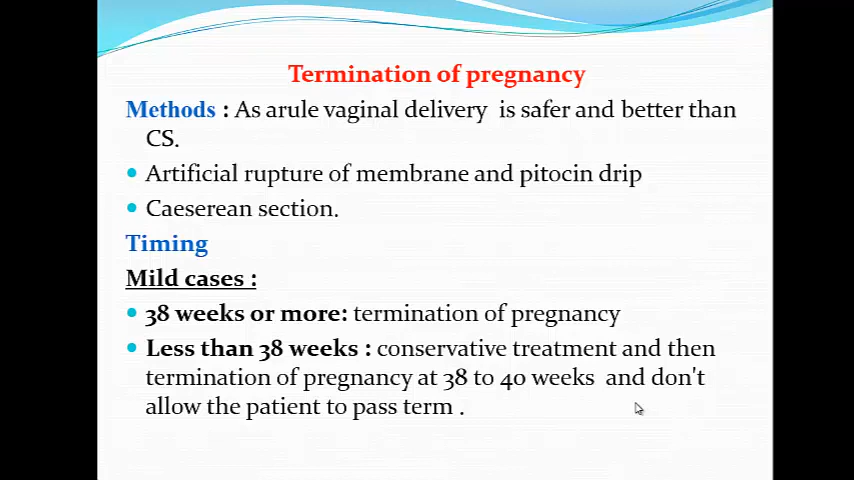 Termination of pregnancy
Methods : As arule vaginal delivery is safer and better than
CS.
• Artificial rupture of membrane and pitocin drip
• Caeserean section.
Timing
Mild cases :
• 38 weeks or more: termination of pregnancy
• Less than 38 weeks : conservative treatment and then
termination of pregnancy at 38 to 40 weeks and don't
allow the patient to pass term .